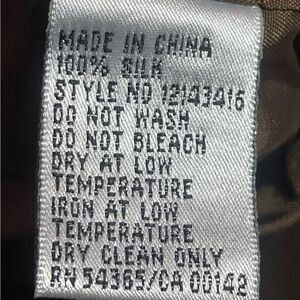 MADE IN CHINA
100% SILK
STYLE NO 12143416
DO NOT WASH
DO NOT BLEACH
DRY AT LOW
TEMPERATURE
IRON AT LOW
TEMPERATURE
DRY CLEAN ONLY
RN 54365/CA 00142